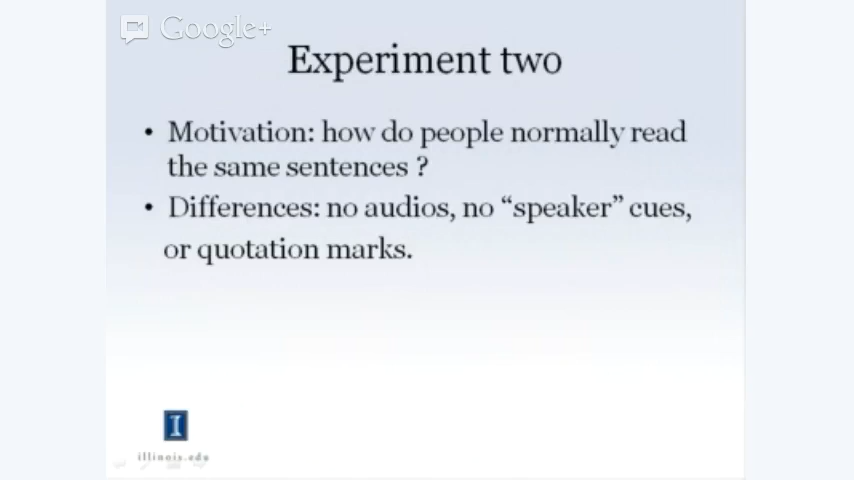 Google+
Experiment two
• Motivation: how do people normally read
the same sentences ?
• Differences: no audios, no “speaker” cues,
or quotation marks.
I
illinois.edu